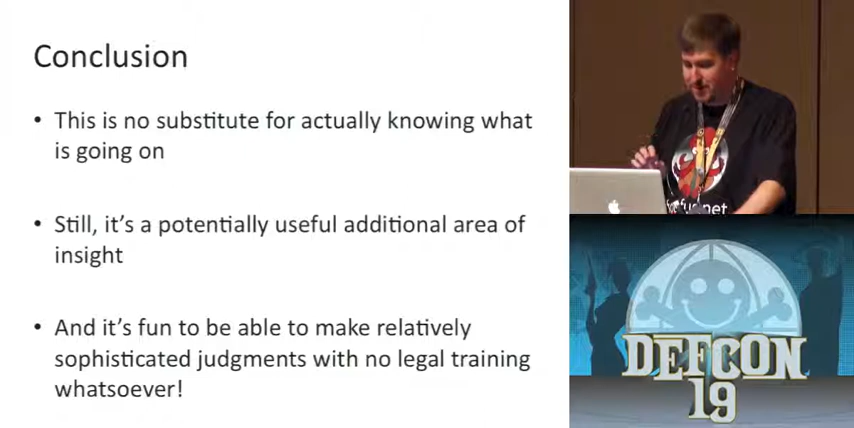 Conclusion
• This is no substitute for actually knowing what
is going on
• Still, it’s a potentially useful additional area of
insight
• And it’s fun to be able to make relatively
sophisticated judgments with no legal training
whatsoever!
DEFCON
19